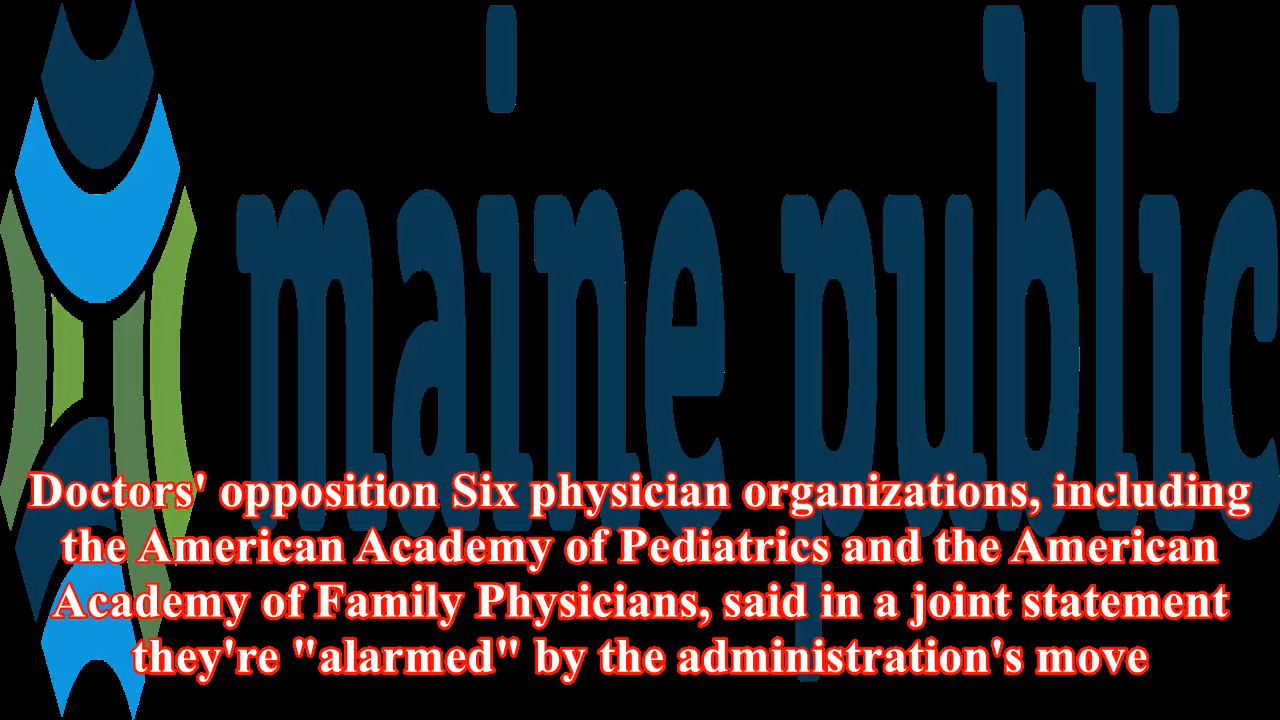 maine public
Doctors' opposition Six physician organizations, including
the American Academy of Pediatrics and the American
Academy of Family Physicians, said in a joint statement
they're "alarmed" by the administration's move